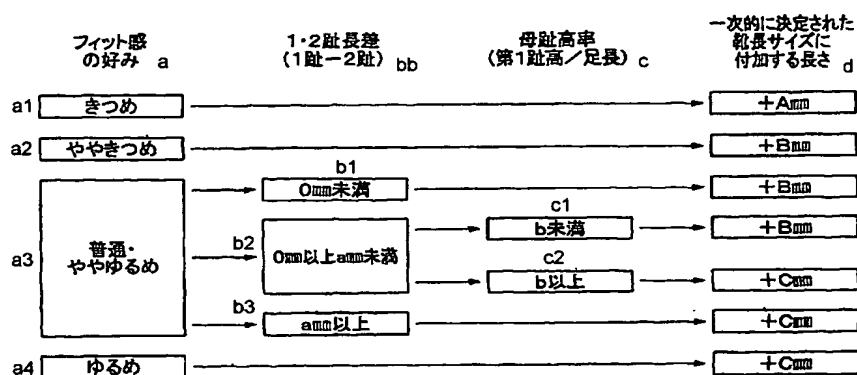 フィット感
の好み a
1・2趾長差
(1趾ー2趾) bb
母趾高率
(第1趾高/足長) c
一次的に決定された
靴長サイズに
付加する長さ d
a1 きつめ +Amm
a2 ややきつめ +Bmm
b1
0mm未満 +Bmm
c1
b未満 +Bmm
a3 普通・
ややゆるめ
b2 0mm以上amm未満
c2
b以上 +Cmm
b3
amm以上 +Cmm
a4 ゆるめ +Cmm